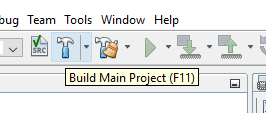 bug Team Tools Window Help
SRC
Build Main Project (F11)